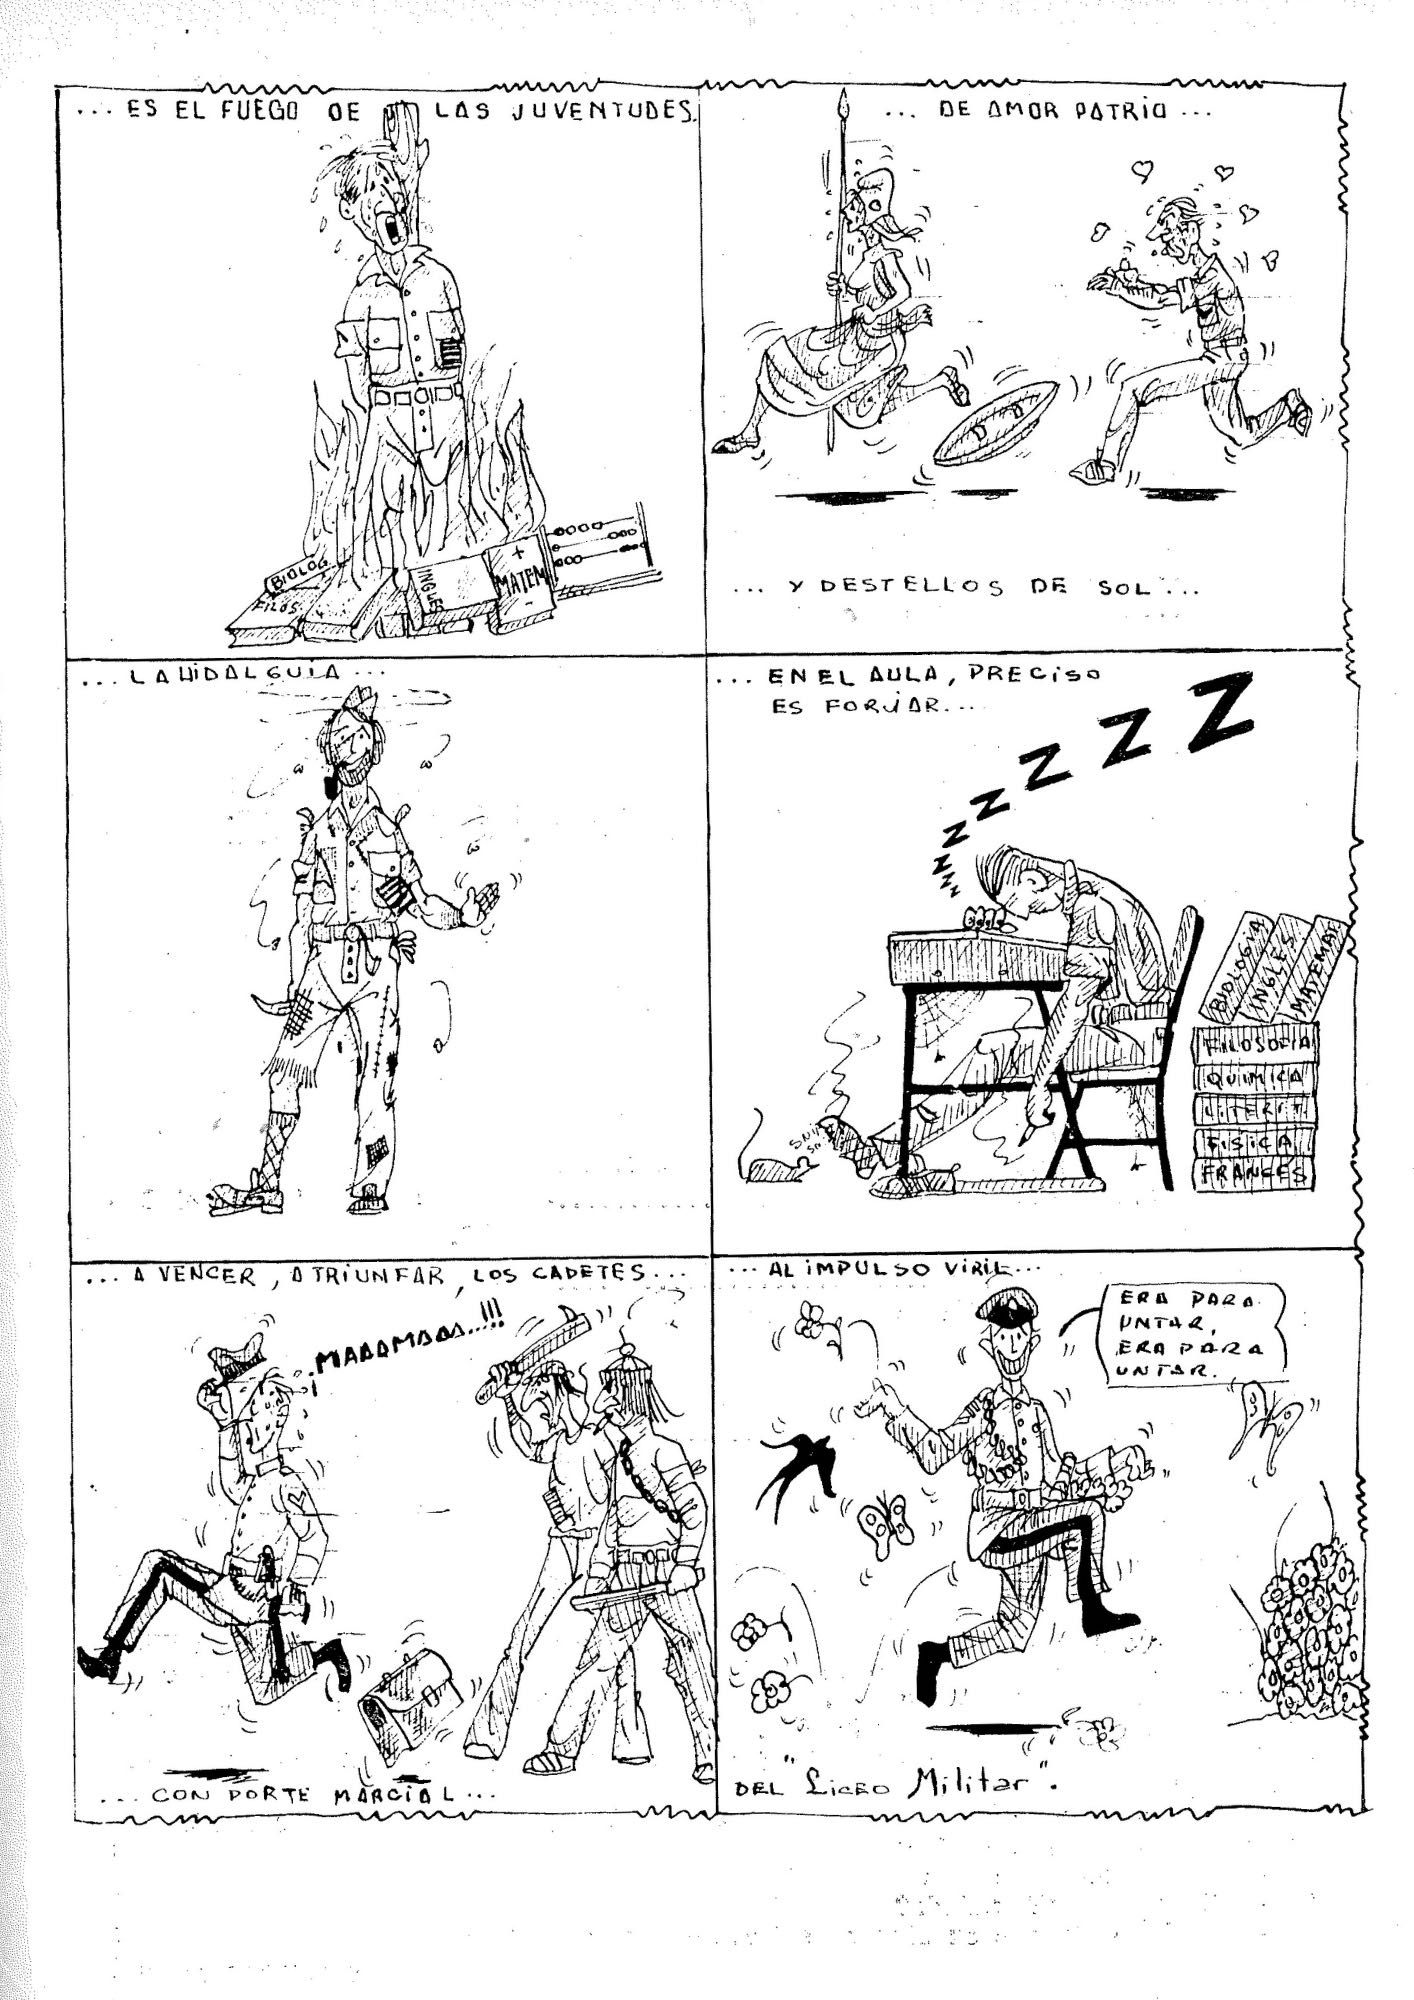 ... ES EL FUEGO DE LAS JUVENTUDES.
BIOLOG
FILOS
INGLES
+
MATEM
-
... DE AMOR PATRIO ...
... Y DESTELLOS DE SOL ...
... LA HIDALGUIA ...
... EN EL AULA, PRECISO
ES FORJAR...
Z Z Z Z Z Z Z Z Z
BIOLOGIA
INGLES
MATEMAT
FILOSOFIA
QUIMICA
LITERAT
FISICA
FRANCÉS
... A VENCER, A TRIUNFAR, LOS CADETES...
¡MAAAMAAA...!!!
... CON PORTE MARCIAL ...
... AL IMPULSO VIRIL...
ERA PARA
UNTAR,
ERA PARA
UNTAR.
DEL "Liceo Militar".